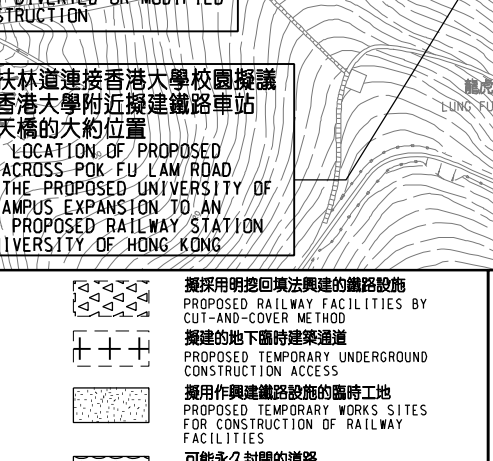 DIVERTED OR MODIFIED
STRUCTION
扶林道連接香港大學校園擬議
香港大學附近擬建鐵路車站
天橋的大約位置
LOCATION OF PROPOSED
ACROSS POK FU LAM ROAD
THE PROPOSED UNIVERSITY OF
AMPUS EXPANSION TO AN
PROPOSED RAILWAY STATION
IVERSITY OF HONG KONG
龍虎
LUNG FU
擬採用明挖回填法興建的鐵路設施
PROPOSED RAILWAY FACILITIES BY
CUT-AND-COVER METHOD
擬建的地下臨時建築通道
PROPOSED TEMPORARY UNDERGROUND
CONSTRUCTION ACCESS
擬用作興建鐵路設施的臨時工地
PROPOSED TEMPORARY WORKS SITES
FOR CONSTRUCTION OF RAILWAY
FACILITIES
可能永久封閉的道路